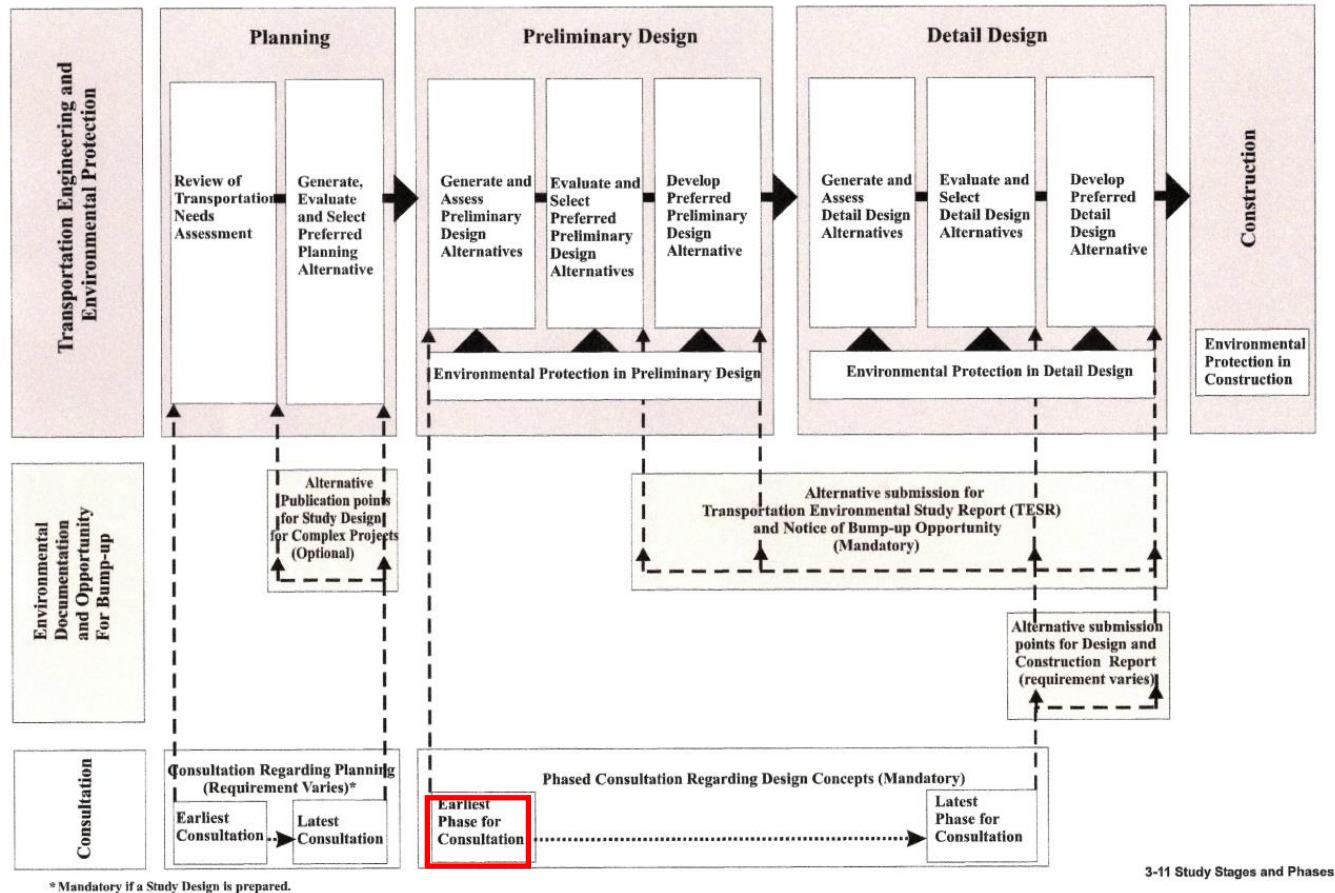 Transportation Engineering and
Environmental Protection
Planning
Review of
Transportation
Needs
Assessment
Generate,
Evaluate
and Select
Preferred
Planning
Alternative
Preliminary Design
Generate and
Assess
Preliminary
Design
Alternatives
Evaluate and
Select
Preferred
Preliminary
Design
Alternatives
Develop
Preferred
Preliminary
Design
Alternative
Environmental Protection in Preliminary Design
Detail Design
Generate and
Assess
Detail Design
Alternatives
Evaluate and
Select
Detail Design
Alternatives
Develop
Preferred
Detail
Design
Alternative
Environmental Protection in Detail Design
Construction
Environmental
Protection in
Construction
Environmental
Documentation
and Opportunity
For Bump-up
Alternative
Publication points
for Study Design
for Complex Projects
(Optional)
Alternative submission for
Transportation Environmental Study Report (TESR)
and Notice of Bump-up Opportunity
(Mandatory)
Alternative submission
points for Design and
Construction Report
(requirement varies)
Consultation
Consultation Regarding Planning
(Requirement Varies)*
Earliest
Consultation
Latest
Consultation
Phased Consultation Regarding Design Concepts (Mandatory)
Earliest
Phase for
Consultation
Latest
Phase for
Consultation
*Mandatory if a Study Design is prepared.
3-11 Study Stages and Phases